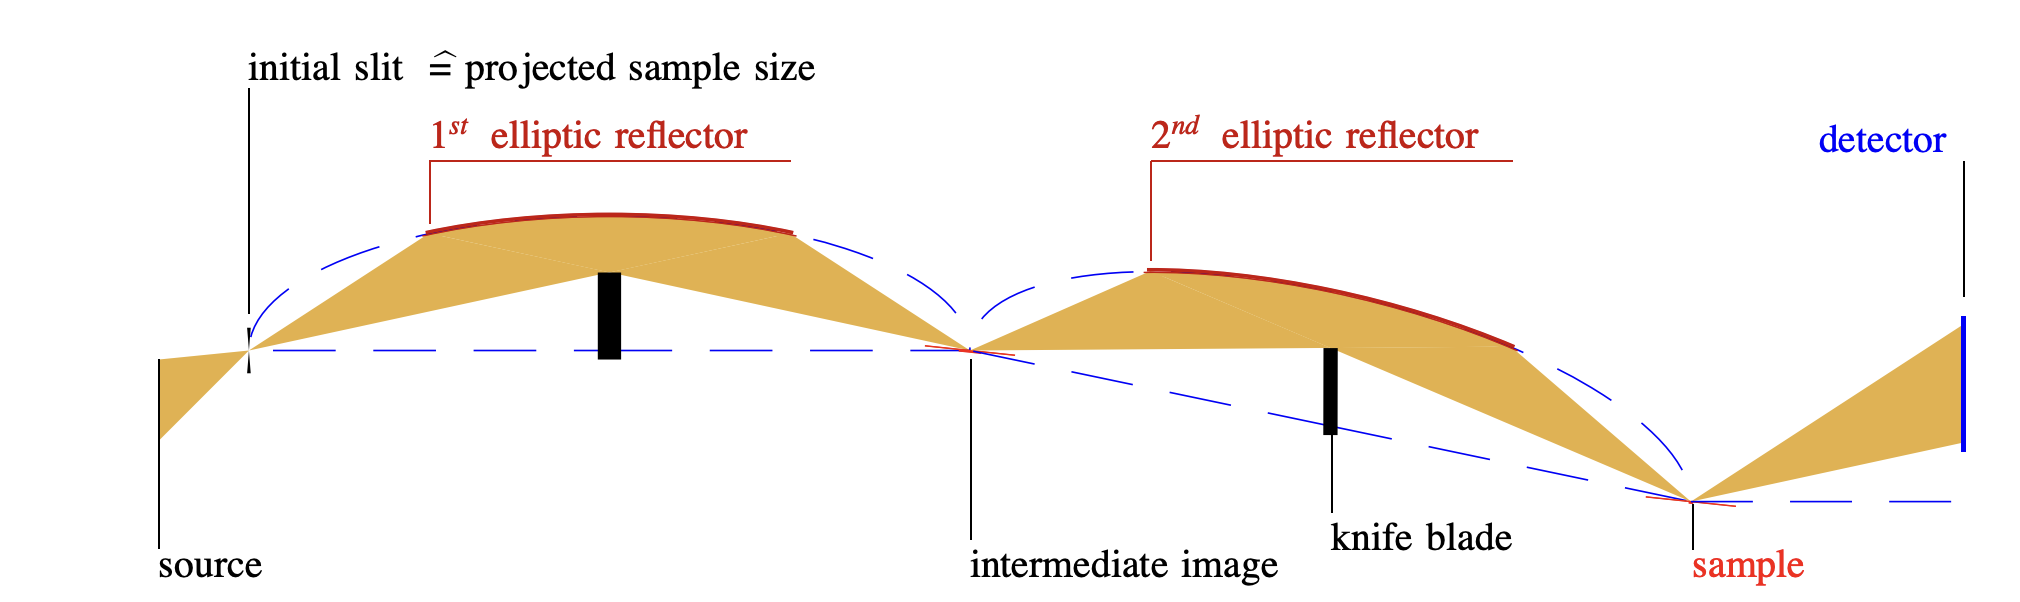 initial slit ≙ projected sample size
1st elliptic reflector
2nd elliptic reflector
detector
knife blade
source
intermediate image
sample